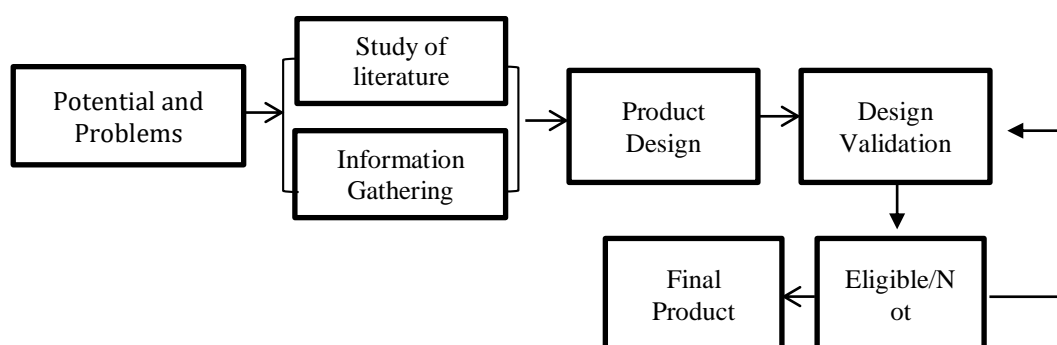 Potential and
Problems
Study of
literature
Information
Gathering
Product
Design
Design
Validation
Eligible/N
ot
Final
Product